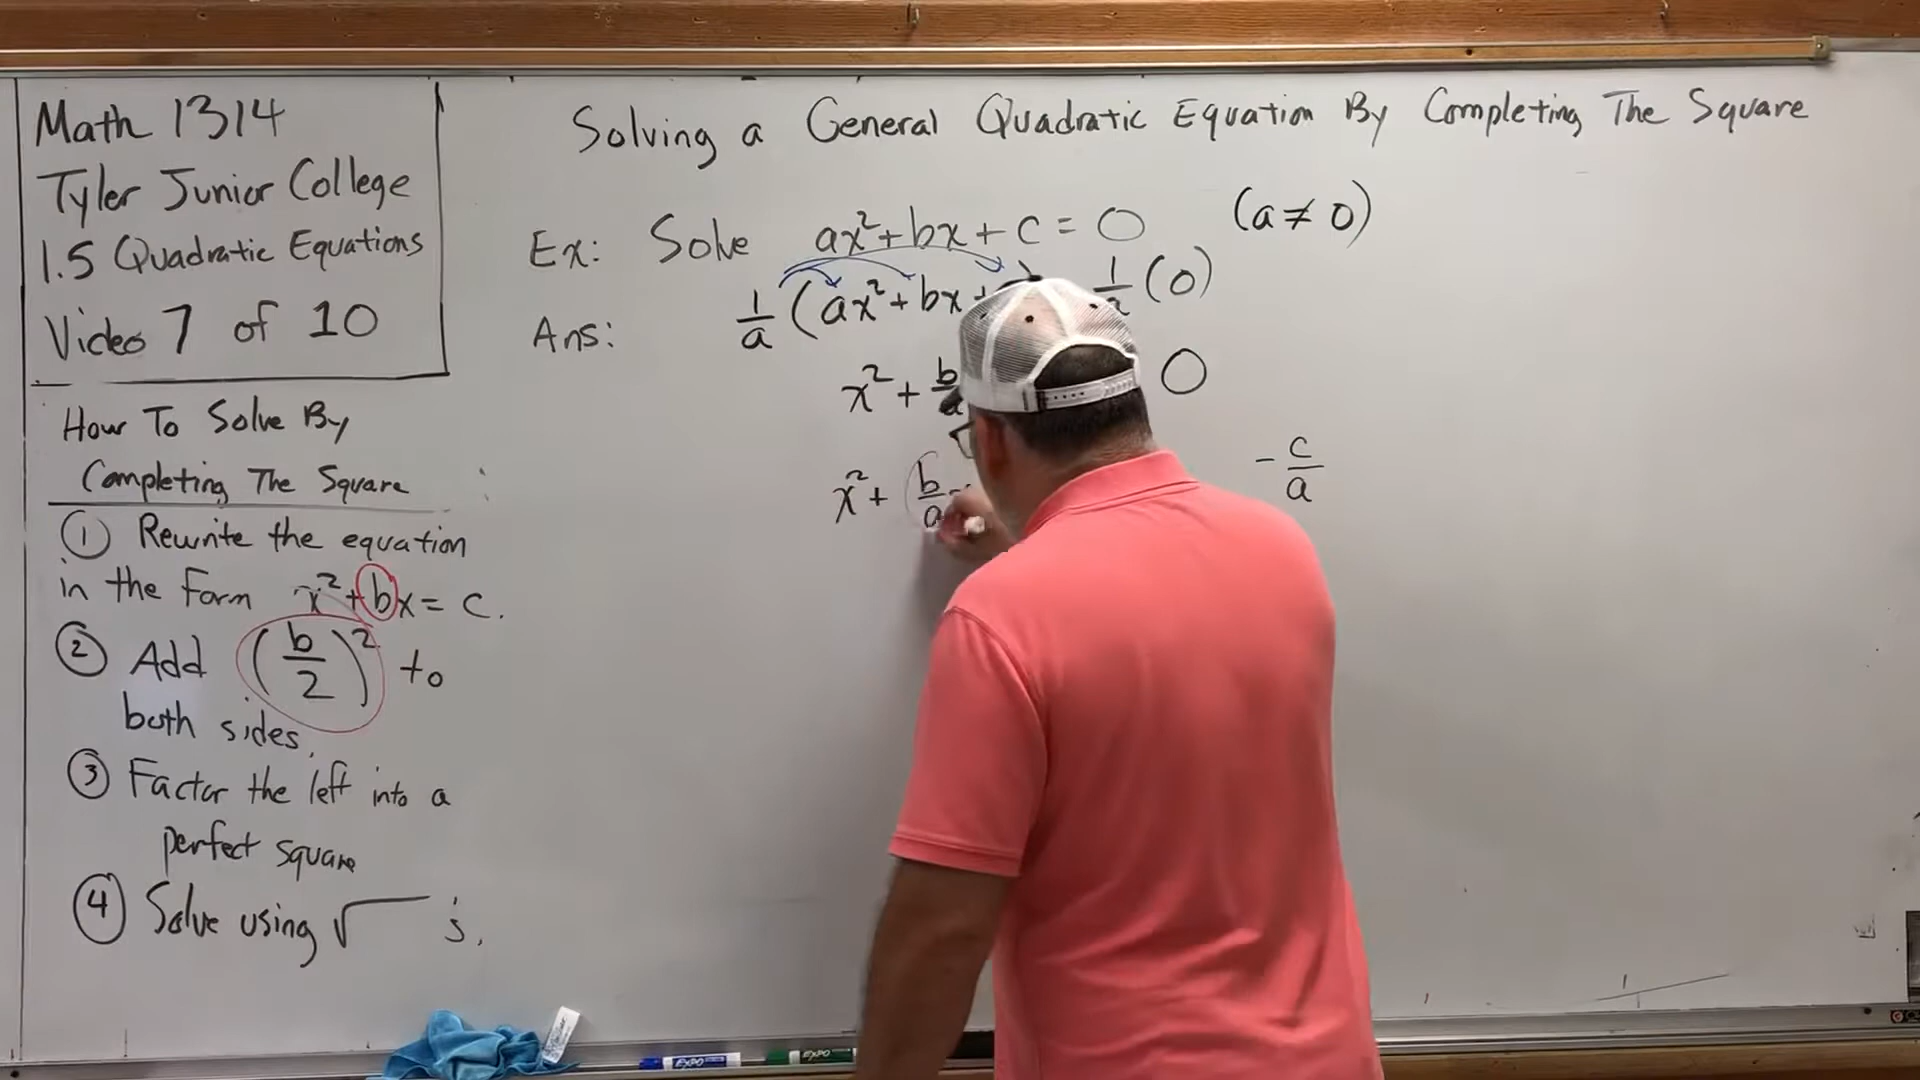 Math 1314
Tyler Junior College
1.5 Quadratic Equations
Video 7 of 10
How To Solve By
Completing The Square
① Rewrite the equation
in the form x²+bx = c.
② Add (b/2)² to
both sides.
③ Factor the left into a
perfect square
④ Solve using √ 's.
Solving a General Quadratic Equation By Completing The Square
Ex: Solve ax²+bx+c = 0 (a ≠ 0)
Ans: 1/a (ax²+bx+ 1/a (0)
x² + b/a 0
x² + b/a - c/a
EXPO
EXPO